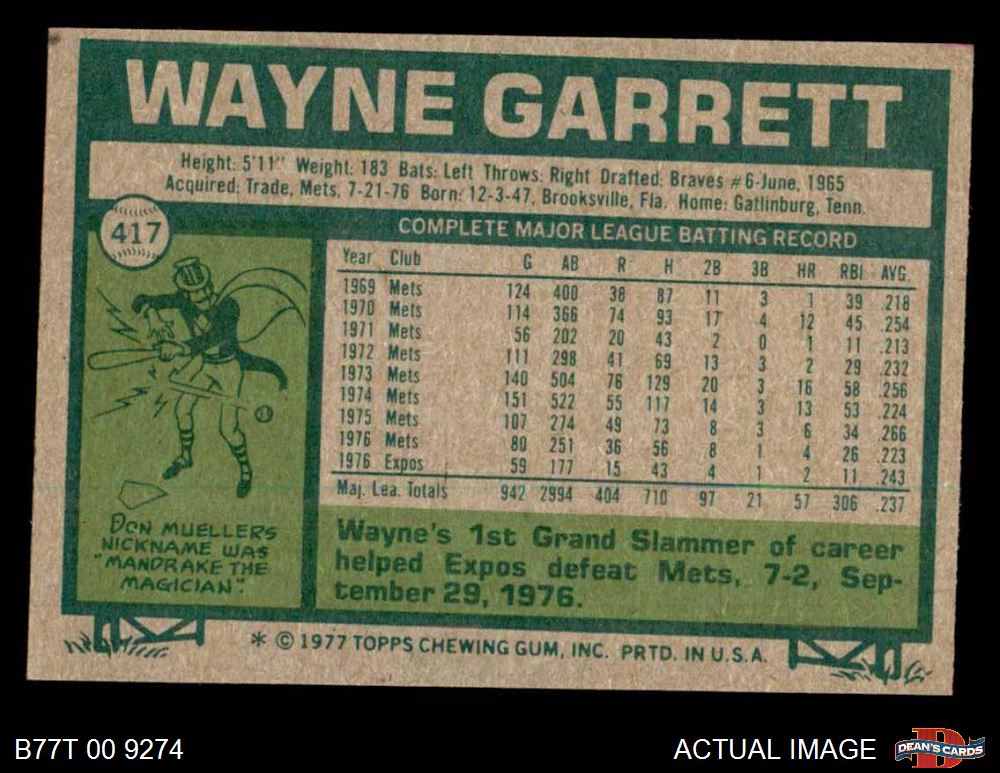 WAYNE GARRETT
Height: 5'11" Weight: 183 Bats: Left Throws: Right Drafted: Braves #6-June, 1965
Acquired: Trade, Mets, 7-21-76 Born: 12-3-47, Brooksville, Fla. Home: Gatlinburg, Tenn.
417
COMPLETE MAJOR LEAGUE BATTING RECORD
Year Club G AB R H 2B 3B HR RBI AVG.
1969 Mets 124 400 38 87 11 3 1 39 .218
1970 Mets 114 366 74 93 17 4 12 45 .254
1971 Mets 56 202 20 43 2 0 1 11 .213
1972 Mets 111 298 41 69 13 3 2 29 .232
1973 Mets 140 504 76 129 20 3 16 58 .256
1974 Mets 151 522 55 117 14 3 13 53 .224
1975 Mets 107 274 49 73 8 3 6 34 .266
1976 Mets 80 251 36 56 8 1 4 26 .223
1976 Expos 59 177 15 43 4 1 2 11 .243
Maj. Lea. Totals 942 2994 404 710 97 21 57 306 .237
DON MUELLERS
NICKNAME WAS
"MANDRAKE THE
MAGICIAN".
Wayne's 1st Grand Slammer of career
helped Expos defeat Mets, 7-2, Sep-
tember 29, 1976.
* © 1977 TOPPS CHEWING GUM, INC. PRTD. IN U.S.A.
B77T 00 9274
ACTUAL IMAGE
D
DEAN'S CARDS